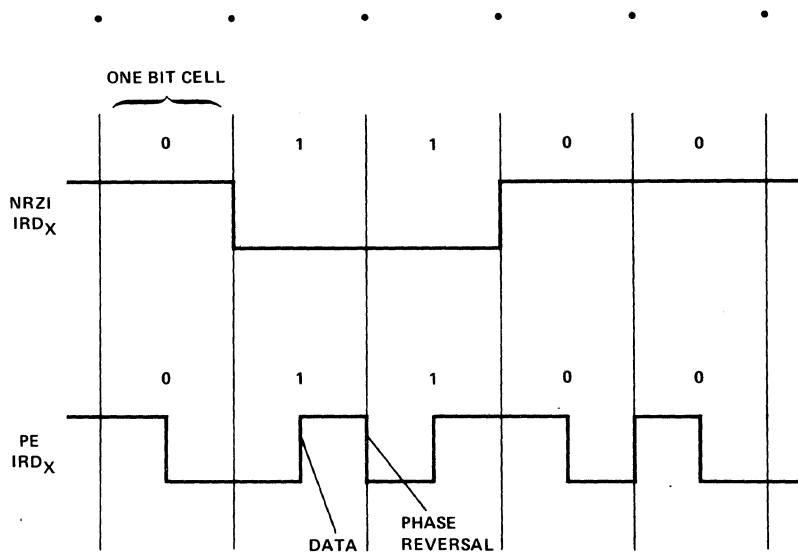 ONE BIT CELL
0 1 1 0 0
NRZI
IRDX
0 1 1 0 0
PE
IRDX
DATA
PHASE
REVERSAL